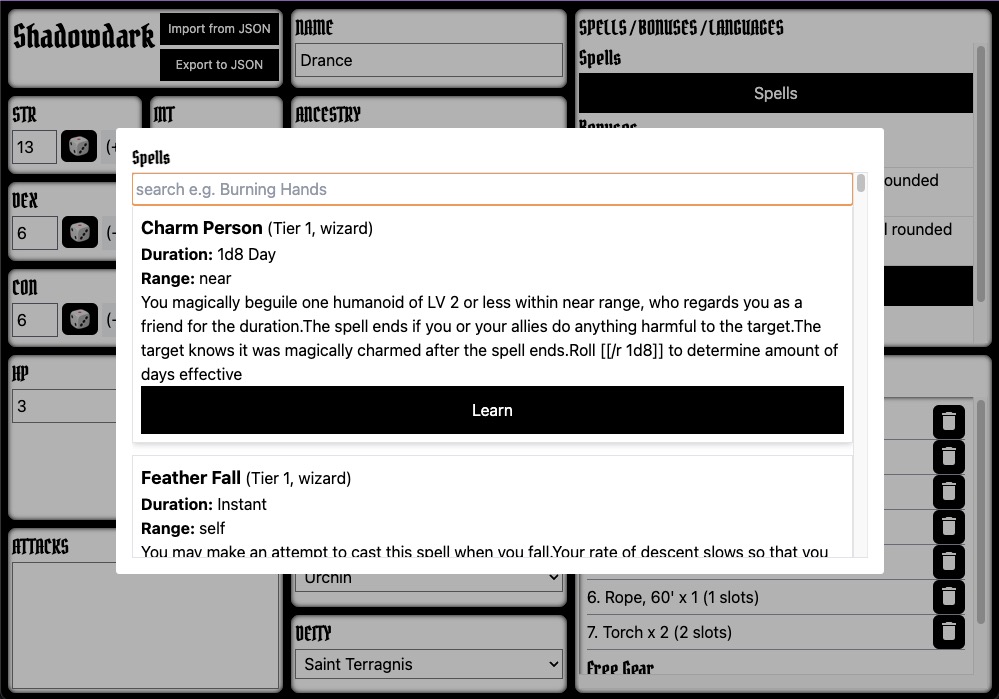 Shadowdark
Import from JSON
Export to JSON
NAME
Drance
SPELLS/BONUSES/LANGUAGES
Spells
Spells
STR
13
INT
ANCESTRY
DEX
6
CON
6
HP
3
ATTACKS
Spells
search e.g. Burning Hands
Charm Person (Tier 1, wizard)
Duration: 1d8 Day
Range: near
You magically beguile one humanoid of LV 2 or less within near range, who regards you as a
friend for the duration.The spell ends if you or your allies do anything harmful to the target.The
target knows it was magically charmed after the spell ends.Roll [[/r 1d8]] to determine amount of
days effective
Learn
Feather Fall (Tier 1, wizard)
Duration: Instant
Range: self
You may make an attempt to cast this spell when you fall.Your rate of descent slows so that you
Bonuses
ounded
rounded
Urchin
DEITY
Saint Terragnis
6. Rope, 60' x 1 (1 slots)
7. Torch x 2 (2 slots)
Free Gear